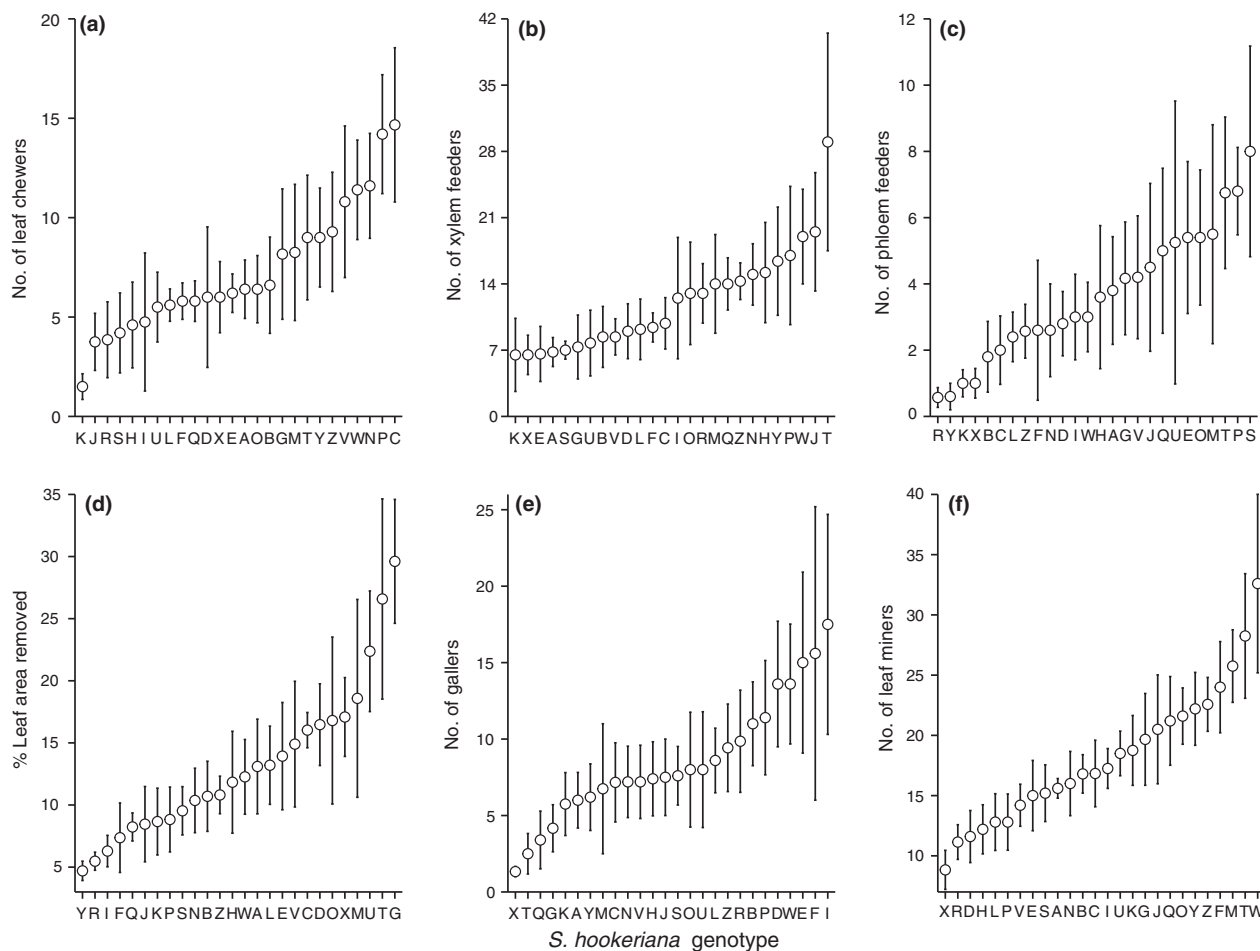 (a)
No. of leaf chewers
20
15
10
5
0
KJRSHIULFQDXEAOBGMTYZVWNPC
(b)
No. of xylem feeders
42
35
28
21
14
7
0
KXEASGUBVDLFCIORMQZNHYPWJT
(c)
No. of phloem feeders
12
10
8
6
4
2
0
RYKXBCLZFNDIWHAGVJQUEOMTPS
(d)
% Leaf area removed
35
30
25
20
15
10
5
YRIFQJKPSNBZHWALEVCDOXMUTG
(e)
No. of gallers
25
20
15
10
5
0
XTQGKAYMCNVHJSOULZRBPDWEFI
(f)
No. of leaf miners
40
35
30
25
20
15
10
XRDHLPVESANBCIUKGJQOYZFMTW
S. hookeriana genotype